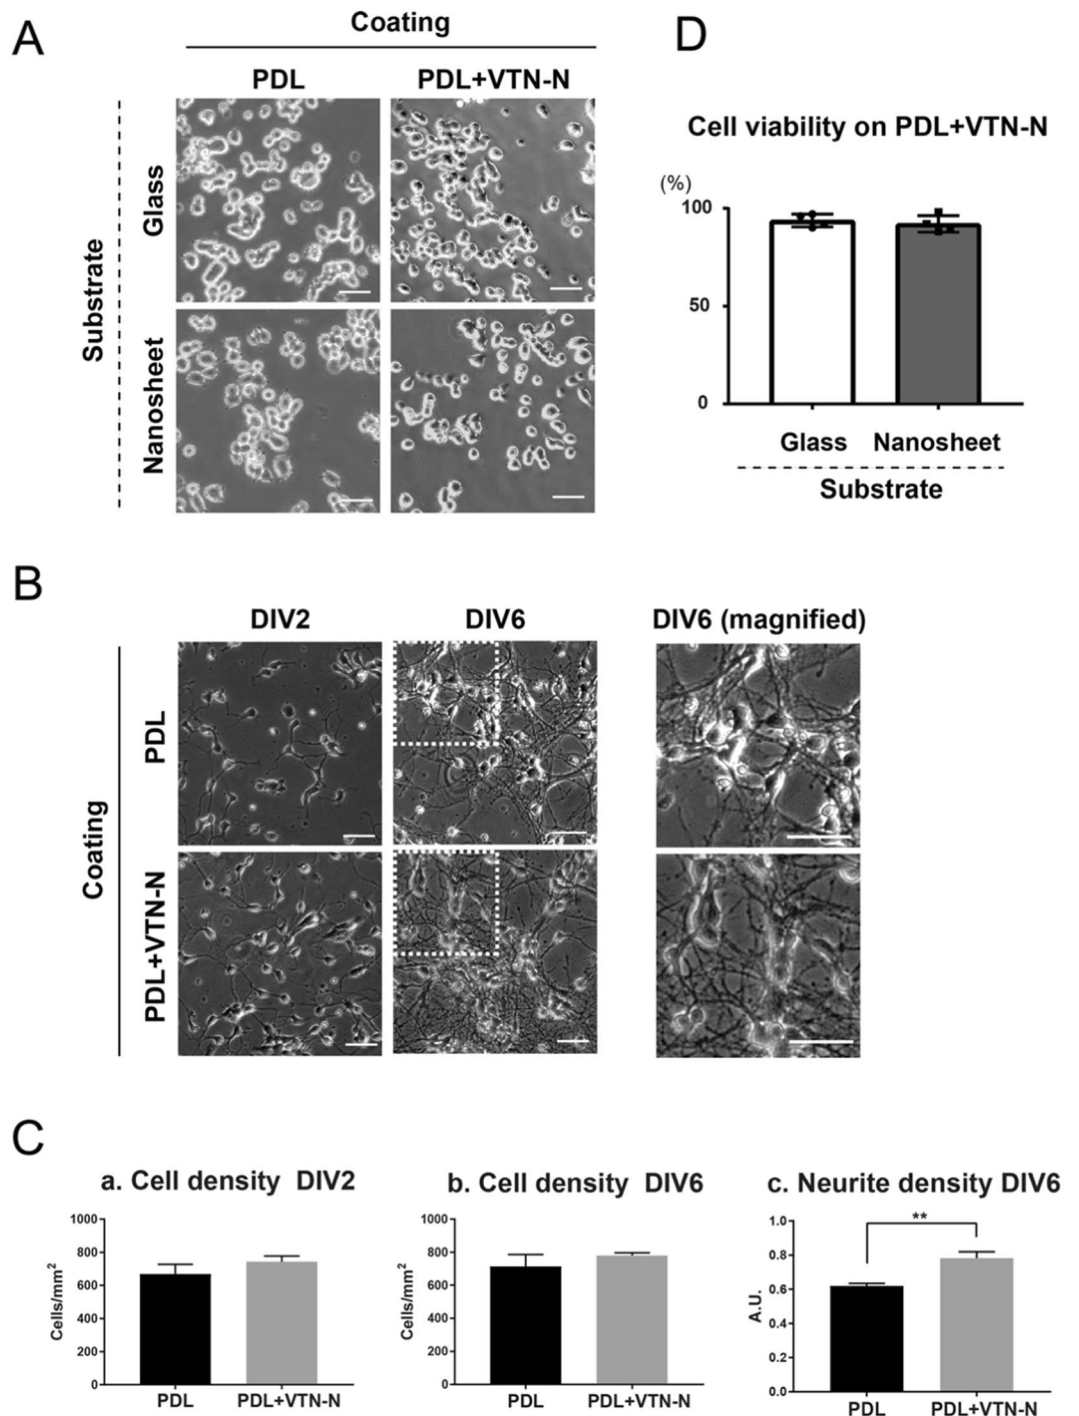 A
Coating
PDL
PDL+VTN-N
Substrate
Glass
Nanosheet
D
Cell viability on PDL+VTN-N
(%)
100
50
0
Glass
Nanosheet
Substrate
B
DIV2
DIV6
DIV6 (magnified)
Coating
PDL
PDL+VTN-N
C
a. Cell density DIV2
Cells/mm²
1000
800
600
400
200
0
PDL
PDL+VTN-N
b. Cell density DIV6
Cells/mm²
1000
800
600
400
200
0
PDL
PDL+VTN-N
c. Neurite density DIV6
A.U.
1.0
0.8
0.6
0.4
0.2
0.0
**
PDL
PDL+VTN-N